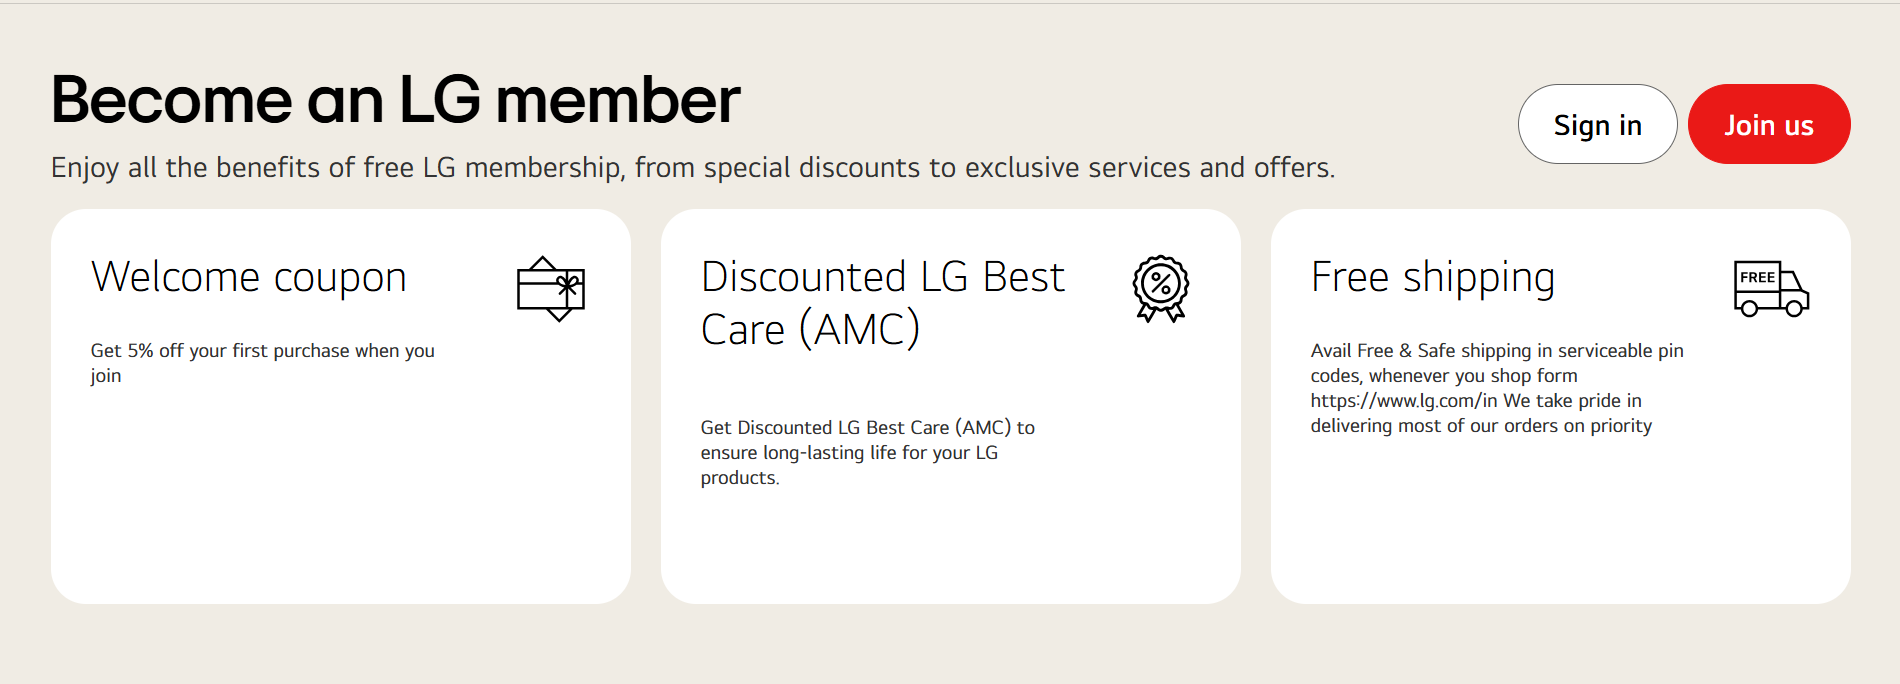 Become an LG member
Enjoy all the benefits of free LG membership, from special discounts to exclusive services and offers.
Sign in
Join us
Welcome coupon
Get 5% off your first purchase when you
join
Discounted LG Best
Care (AMC)
Get Discounted LG Best Care (AMC) to
ensure long-lasting life for your LG
products.
Free shipping
FREE
Avail Free & Safe shipping in serviceable pin
codes, whenever you shop form
https://www.lg.com/in We take pride in
delivering most of our orders on priority